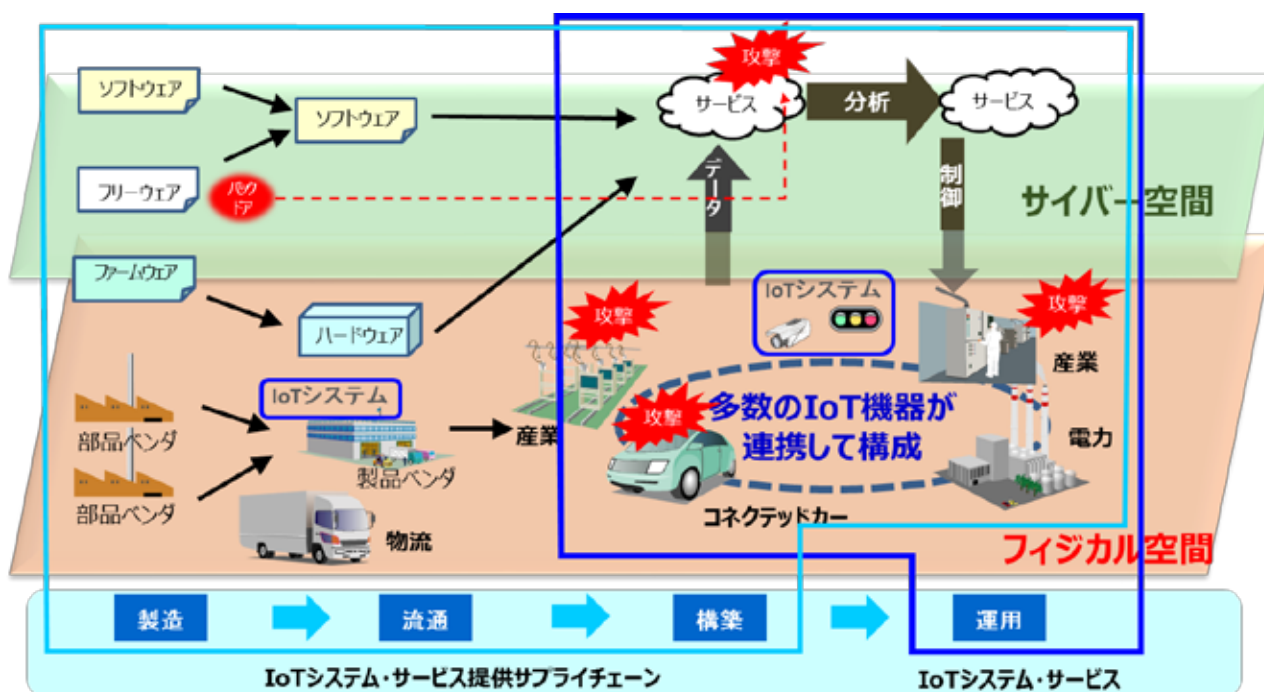 ソフトウェア
ソフトウェア
フリーウェア
バック
ドア
攻撃
サービス
分析
サービス
データ
制御
サイバー空間
ファームウェア
ハードウェア
IoTシステム
攻撃
攻撃
産業
IoTシステム
部品ベンダ
部品ベンダ
製品ベンダ
物流
産業
攻撃
多数のIoT機器が
連携して構成
電力
コネクテッドカー
フィジカル空間
製造
流通
構築
運用
IoTシステム・サービス提供サプライチェーン
IoTシステム・サービス